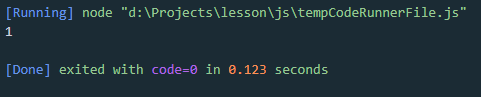 [Running] node "d:\Projects\lesson\js\tempCodeRunnerFile.js"
1
[Done] exited with code=0 in 0.123 seconds